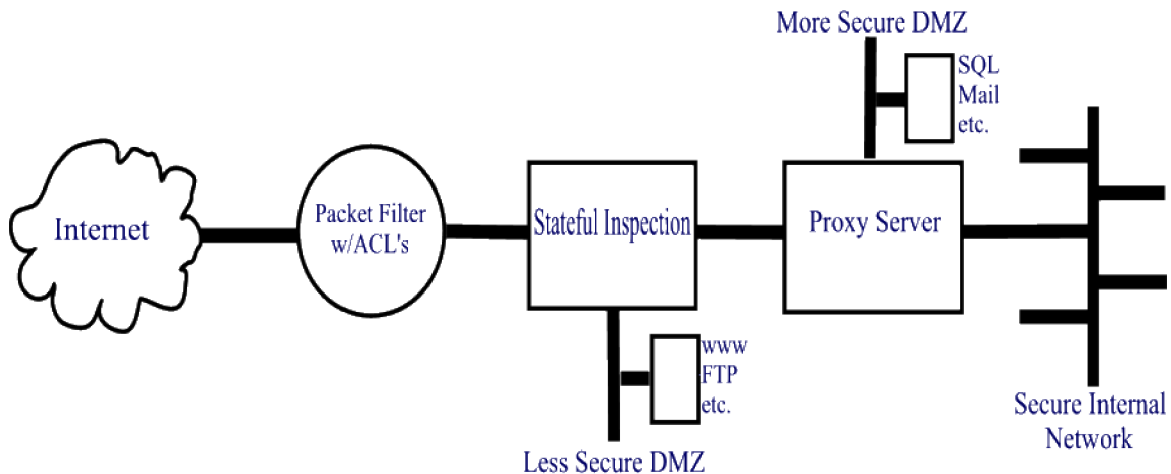 More Secure DMZ
SQL
Mail
etc.
Internet
Packet Filter
w/ACL's
Stateful Inspection
Proxy Server
www
FTP
etc.
Less Secure DMZ
Secure Internal
Network